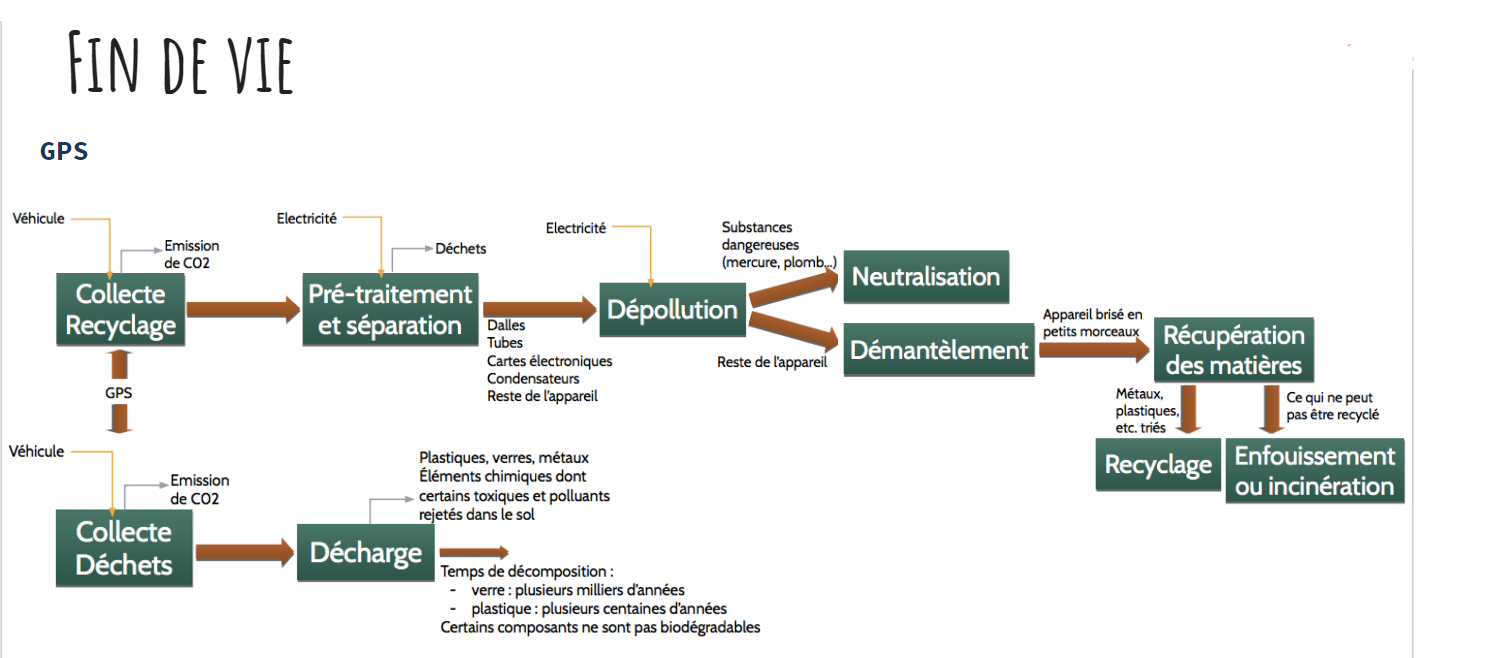 FIN DE VIE
GPS
Véhicule
Emission
de CO2
Collecte
Recyclage
Electricité
Déchets
Pré-traitement
et séparation
Dalles
Tubes
Cartes électroniques
Condensateurs
Reste de l'appareil
Electricité
Dépollution
Substances
dangereuses
(mercure, plomb...)
Neutralisation
Reste de l'appareil
Démantèlement
Appareil brisé en
petits morceaux
Récupération
des matières
Métaux,
plastiques,
etc. triés
Ce qui ne peut
pas être recyclé
Recyclage
Enfouissement
ou incinération
GPS
Véhicule
Emission
de CO2
Collecte
Déchets
Plastiques, verres, métaux
Éléments chimiques dont
certains toxiques et polluants
rejetés dans le sol
Décharge
Temps de décomposition :
- verre : plusieurs milliers d'années
- plastique : plusieurs centaines d'années
Certains composants ne sont pas biodégradables